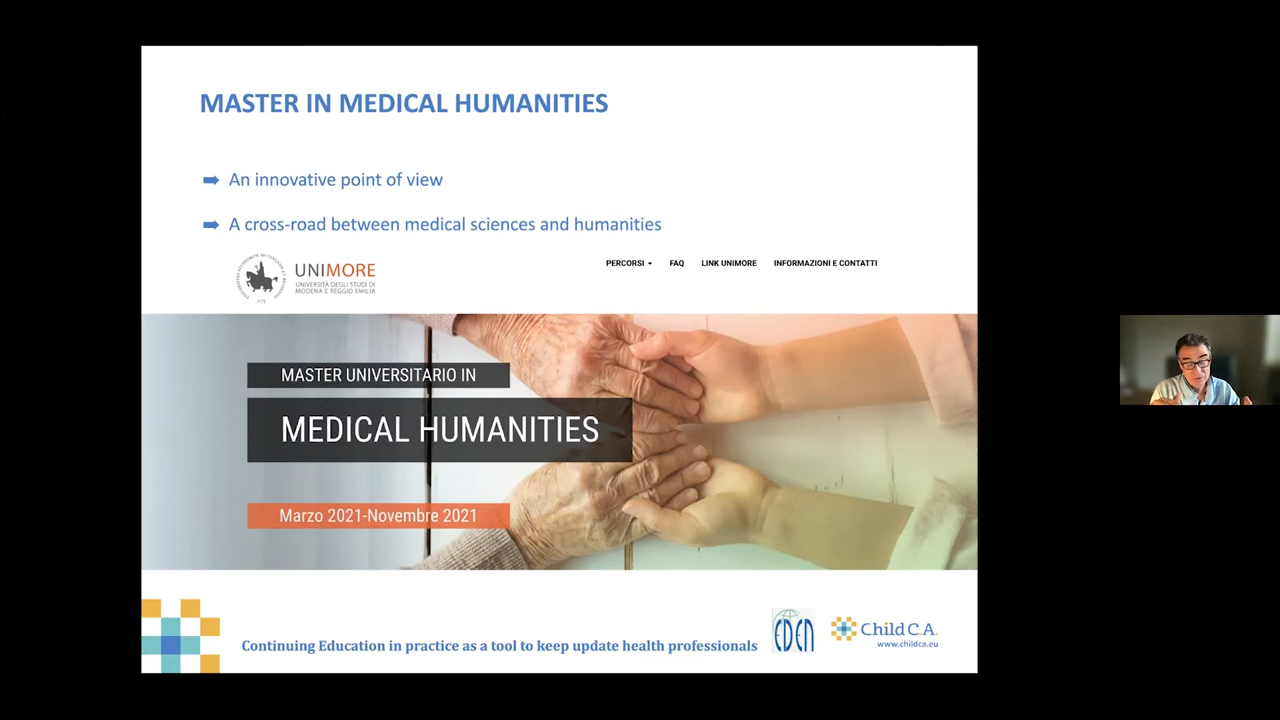 MASTER IN MEDICAL HUMANITIES
➡ An innovative point of view
➡ A cross-road between medical sciences and humanities
UNIMORE
UNIVERSITÀ DEGLI STUDI DI
MODENA E REGGIO EMILIA
1175
PERCORSI FAQ LINK UNIMORE INFORMAZIONI E CONTATTI
MASTER UNIVERSITARIO IN
MEDICAL HUMANITIES
Marzo 2021-Novembre 2021
Continuing Education in practice as a tool to keep update health professionals
EDCN
Child C.A.
www.childca.eu